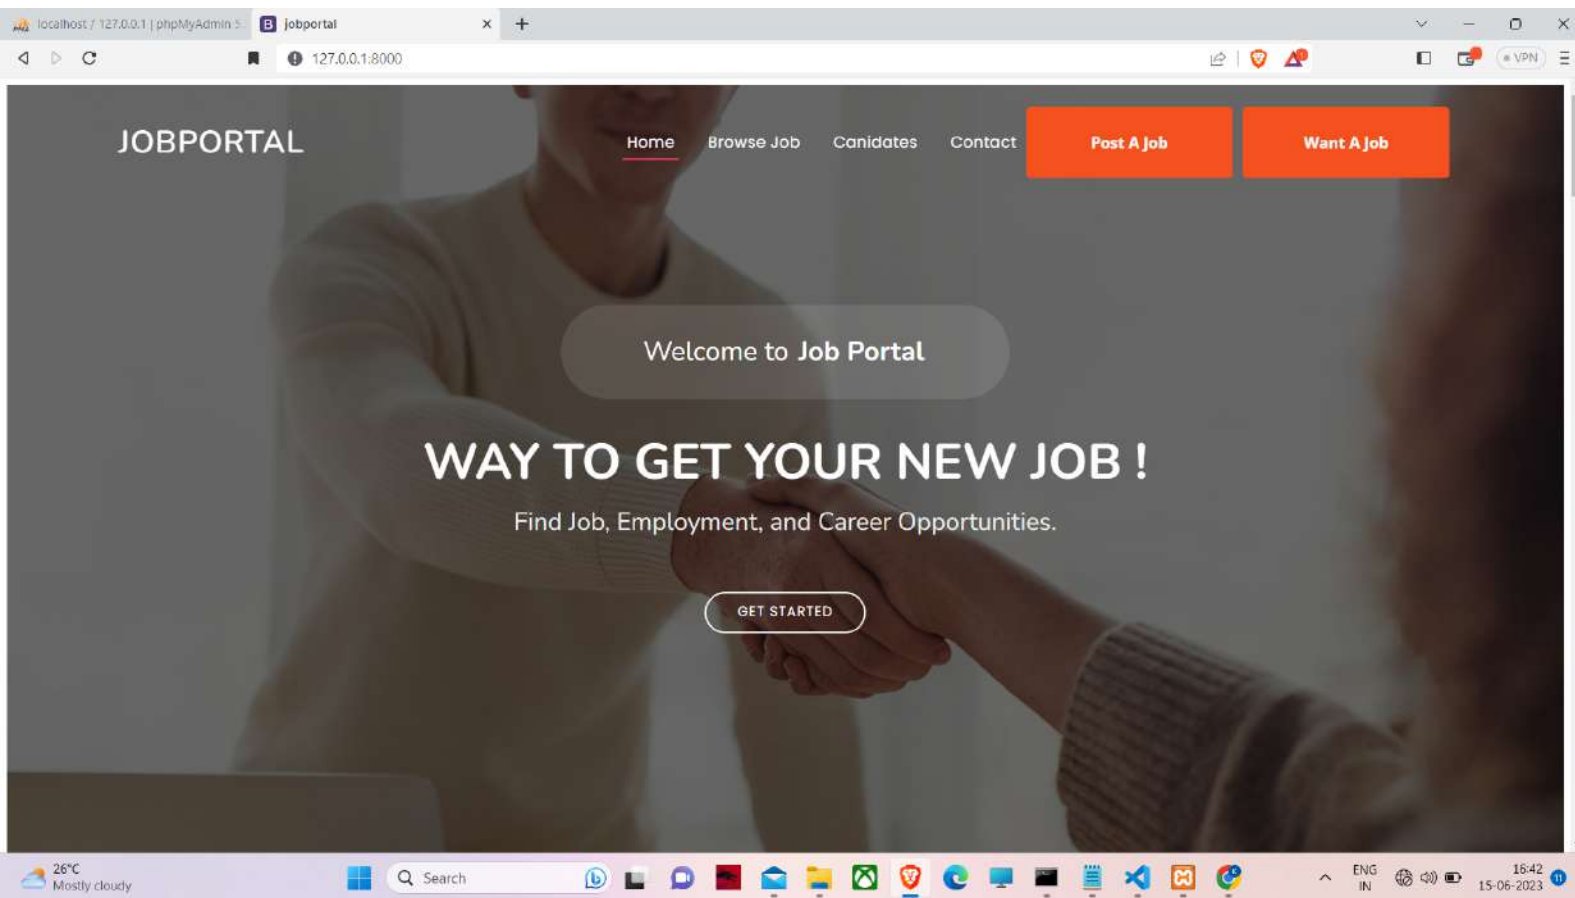 localhost / 127.0.0.1 | phpMyAdmin 5.
jobportal
127.0.0.1:8000
VPN
JOBPORTAL
Home
Browse Job
Canidates
Contact
Post A Job
Want A Job
Welcome to Job Portal
WAY TO GET YOUR NEW JOB !
Find Job, Employment, and Career Opportunities.
GET STARTED
26°C
Mostly cloudy
Search
ENG
IN
16:42
15-06-2023
11